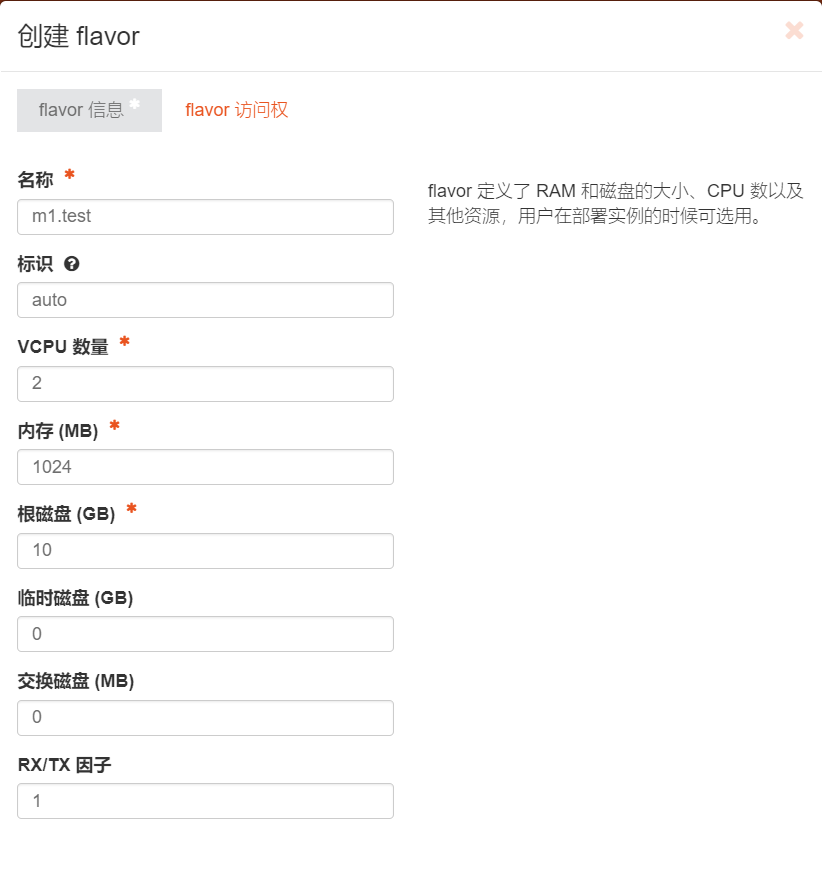 创建 flavor
flavor 信息 *
flavor 访问权
名称 *
m1.test
flavor 定义了 RAM 和磁盘的大小、CPU 数以及
其他资源，用户在部署实例的时候可选用。
标识 ?
auto
VCPU 数量 *
2
内存 (MB) *
1024
根磁盘 (GB) *
10
临时磁盘 (GB)
0
交换磁盘 (MB)
0
RX/TX 因子
1